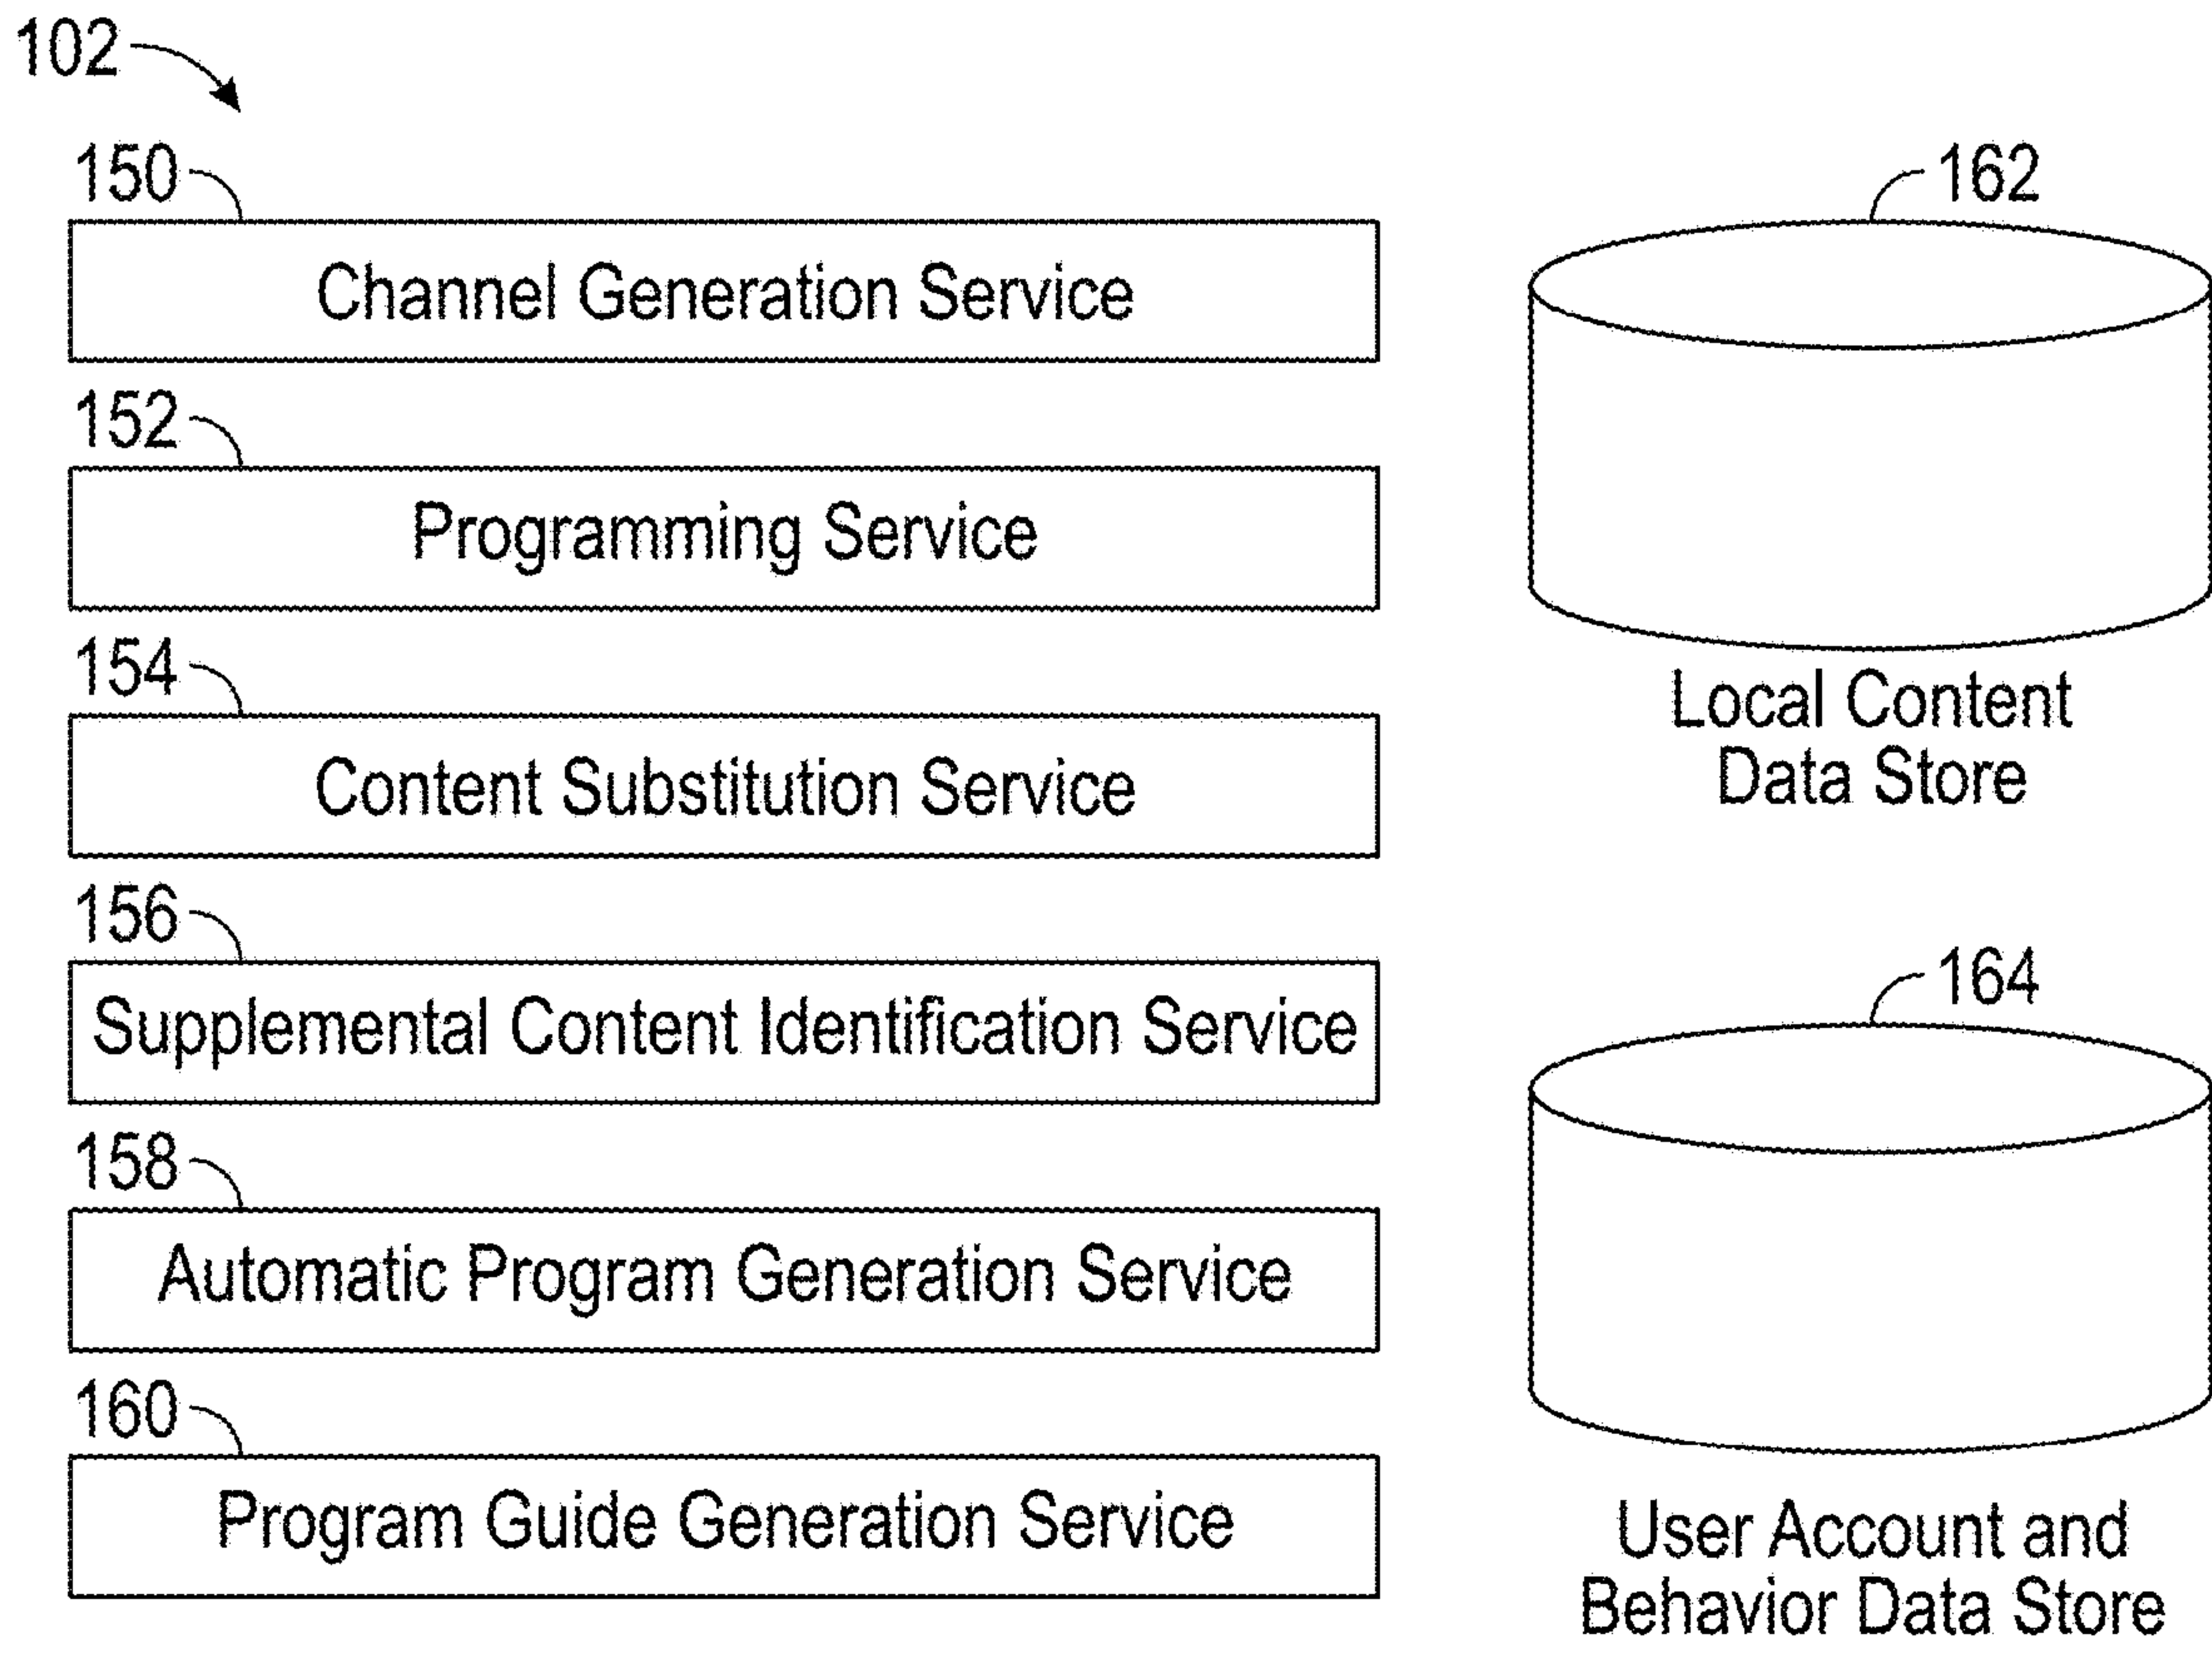 102
150
Channel Generation Service
152
Programming Service
154
Content Substitution Service
156
Supplemental Content Identification Service
158
Automatic Program Generation Service
160
Program Guide Generation Service
162
Local Content
Data Store
164
User Account and
Behavior Data Store